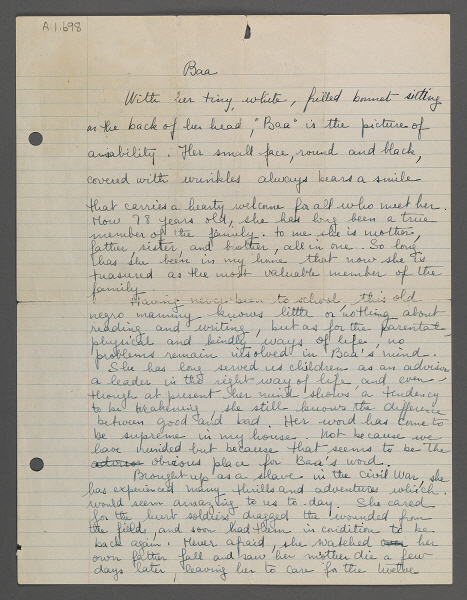 A.1.698
Baa
With her tiny, white, frilled bonnet sitting
on the back of her head, "Baa" is the picture of
amiability. Her small face, round and black,
covered with wrinkles always bears a smile
that carries a hearty welcome for all who meet her.
Now 78 years old, she has long been a true
member of the family. to me she is mother,
father, sister, and brother, all in one. So long
has she been in my home that now she is
treasured as the most valuable member of the
family.
Having never been to school, this old
negro mammy knows little or nothing about
reading and writing, but as for the parental
physical and kindly ways of life, no
problems remain unsolved in Baa's mind.
She has long served us children as an advisor
a leader in the right way of life and even
though at present her mind shows a tendency
to be weakening, she still knows the difference
between good and bad. Her word has come to
be supreme in my house. Not because we
have minded but because that seems to be the
obvious place for Baa's word.
Brought up as a slave in the Civil War, she
has experienced many thrills and adventures which
would seem amazing to us to-day. She cared
for the hurt soldiers, dragged the wounded from
the field, and soon had them in condition to be
back again. Never afraid, she watched her
own father fall and saw her mother die a few
days later, leaving her to care for the twelve